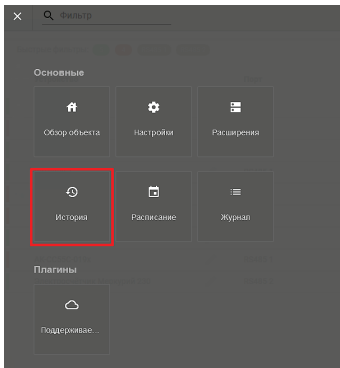 Фильтр
Основные
Обзор объекта
Настройки
Расширения
История
Расписание
Журнал
Плагины
Поддерживае...